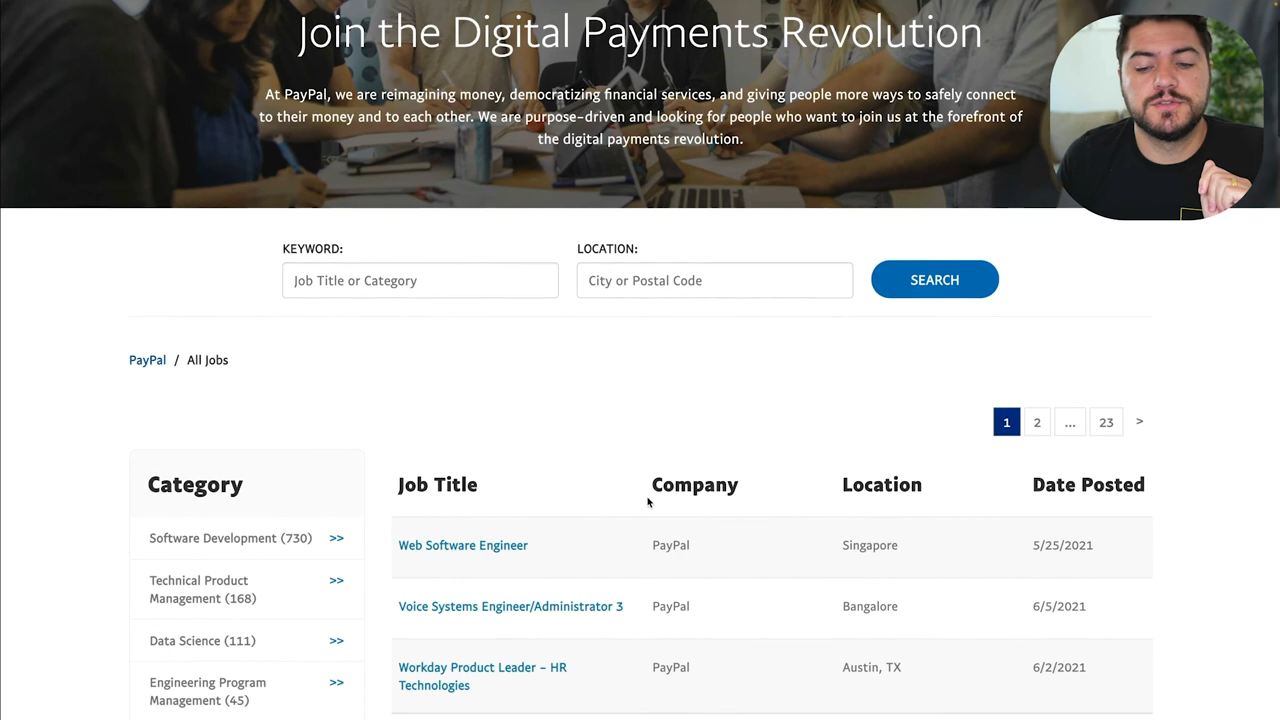 Join the Digital Payments Revolution
At PayPal, we are reimagining money, democratizing financial services, and giving people more ways to safely connect
to their money and to each other. We are purpose-driven and looking for people who want to join us at the forefront of
the digital payments revolution.
KEYWORD:
LOCATION:
Job Title or Category
City or Postal Code
SEARCH
PayPal / All Jobs
1 2 ... 23 >
Category
Software Development (730) >>
Technical Product
Management (168) >>
Data Science (111) >>
Engineering Program
Management (45) >>
Job Title Company Location Date Posted
Web Software Engineer PayPal Singapore 5/25/2021
Voice Systems Engineer/Administrator 3 PayPal Bangalore 6/5/2021
Workday Product Leader - HR
Technologies PayPal Austin, TX 6/2/2021